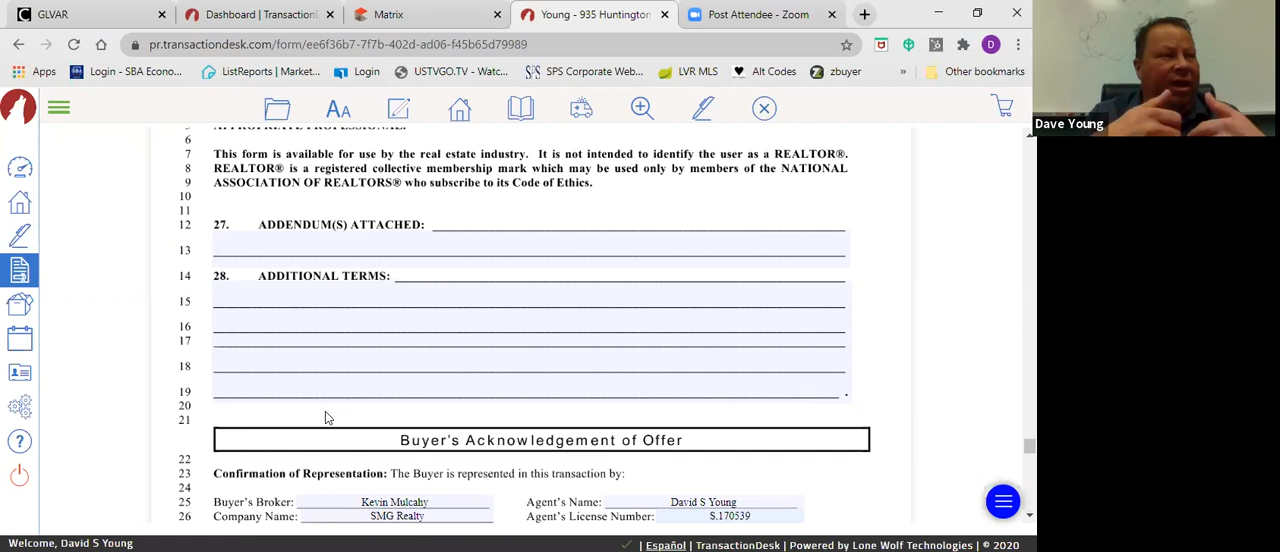 GLVAR
Dashboard | TransactionDesk
Matrix
Young - 935 Huntington
Post Attendee - Zoom
pr.transactiondesk.com/form/ee6f36b7-7f7b-402d-ad06-f45b65d79989
D
Apps
Login - SBA Econo...
ListReports | Market...
Login
USTVGO.TV - Watc...
SPS Corporate Web...
LVR MLS
Alt Codes
zbuyer
»
Other bookmarks
Dave Young
6
7 This form is available for use by the real estate industry. It is not intended to identify the user as a REALTOR®.
8 REALTOR® is a registered collective membership mark which may be used only by members of the NATIONAL
9 ASSOCIATION OF REALTORS® who subscribe to its Code of Ethics.
10
11
12 27. ADDENDUM(S) ATTACHED:
13
14 28. ADDITIONAL TERMS:
15
16
17
18
19 .
20
21
Buyer's Acknowledgement of Offer
22
23 Confirmation of Representation: The Buyer is represented in this transaction by:
24
25 Buyer's Broker: Kevin Mulcahy Agent's Name: David S Young
26 Company Name: SMG Realty Agent's License Number: S.170539
Welcome, David S Young
| Español | TransactionDesk | Powered by Lone Wolf Technologies | © 2020